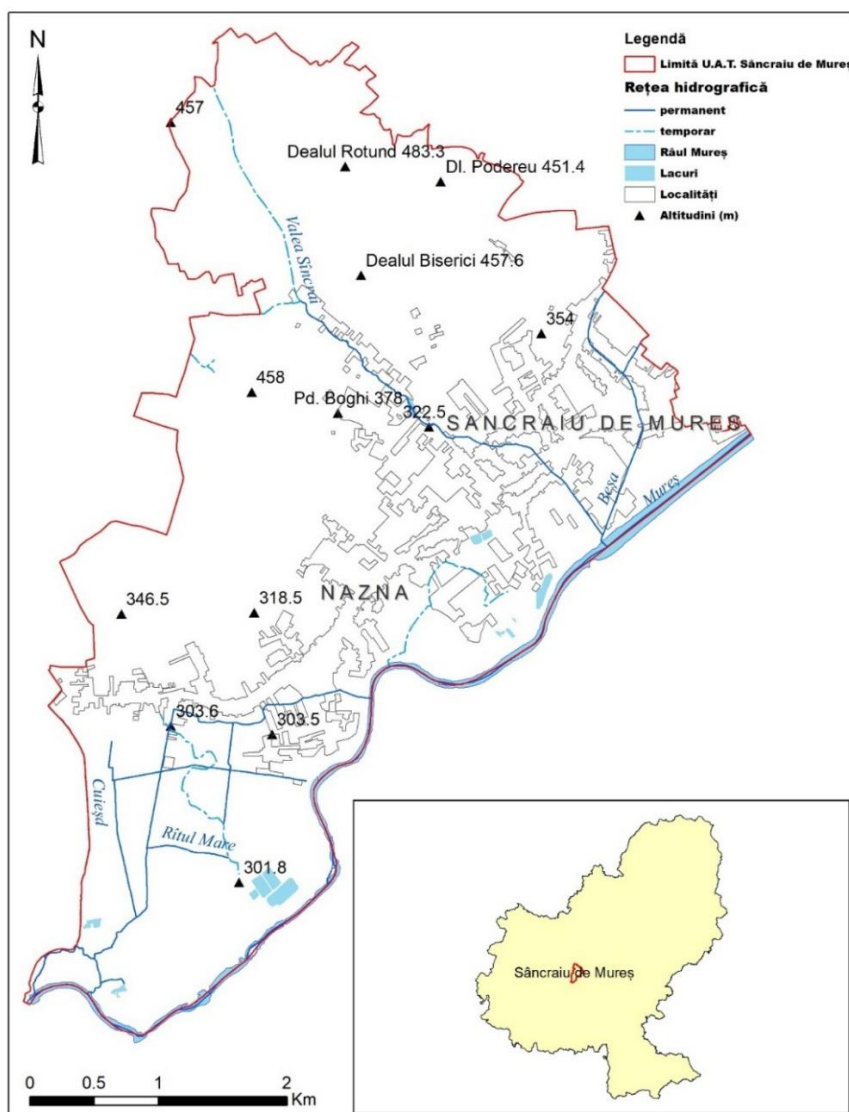 N
Legendă
Limită U.A.T. Sâncraiu de Mureș
Rețea hidrografică
permanent
temporar
Râul Mureș
Lacuri
Localități
Altitudini (m)
457
Dealul Rotund 483.3
Dl. Podereu 451.4
Valea Sîncrai
Dealul Biserici 457.6
354
458
Pd. Boghi 378
322.5
SANCRAIU DE MUREȘ
Beșa
Mureș
NAZNA
346.5
318.5
303.6
303.5
Cuieșd
Rîtul Mare
301.8
Sâncraiu de Mureș
0 0.5 1 2
Km